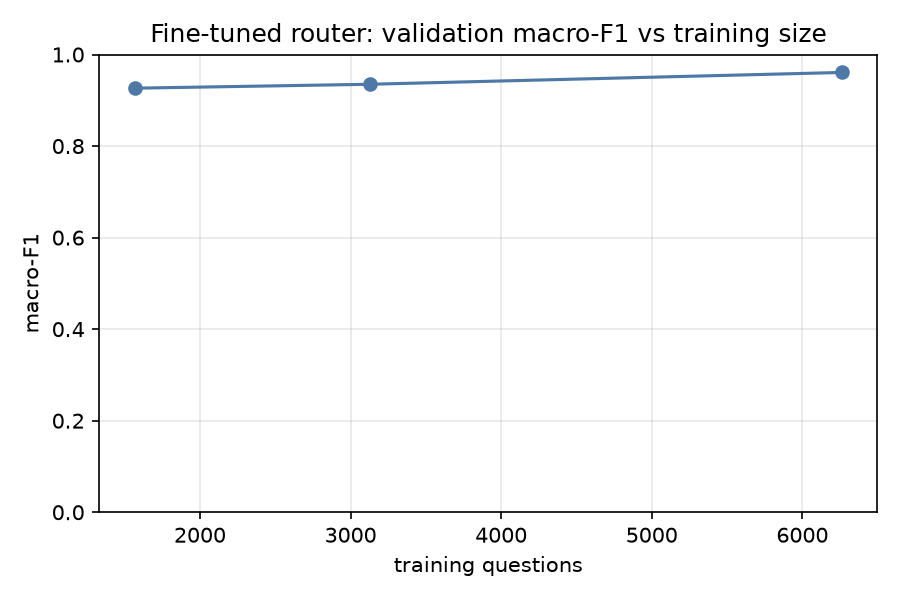 Fine-tuned router: validation macro-F1 vs training size
1.0
0.8
0.6
0.4
0.2
0.0
macro-F1
2000 3000 4000 5000 6000
training questions